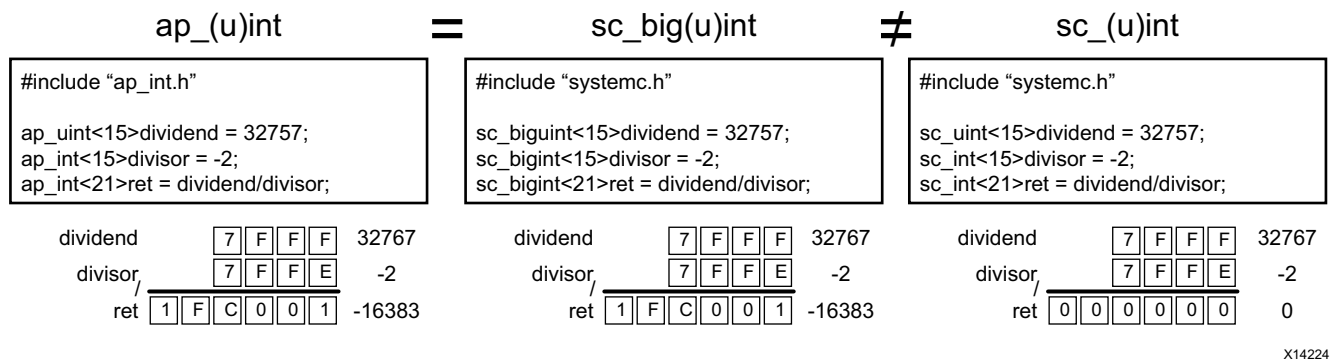 ap_(u)int = sc_big(u)int ≠ sc_(u)int
#include “ap_int.h”
ap_uint<15>dividend = 32757;
ap_int<15>divisor = -2;
ap_int<21>ret = dividend/divisor;
#include “systemc.h”
sc_biguint<15>dividend = 32757;
sc_bigint<15>divisor = -2;
sc_bigint<21>ret = dividend/divisor;
#include “systemc.h”
sc_uint<15>dividend = 32757;
sc_int<15>divisor = -2;
sc_int<21>ret = dividend/divisor;
dividend 7 F F F 32767
divisor 7 F F E -2
/
ret 1 F C 0 0 1 -16383
dividend 7 F F F 32767
divisor 7 F F E -2
/
ret 1 F C 0 0 1 -16383
dividend 7 F F F 32767
divisor 7 F F E -2
/
ret 0 0 0 0 0 0 0
X14224